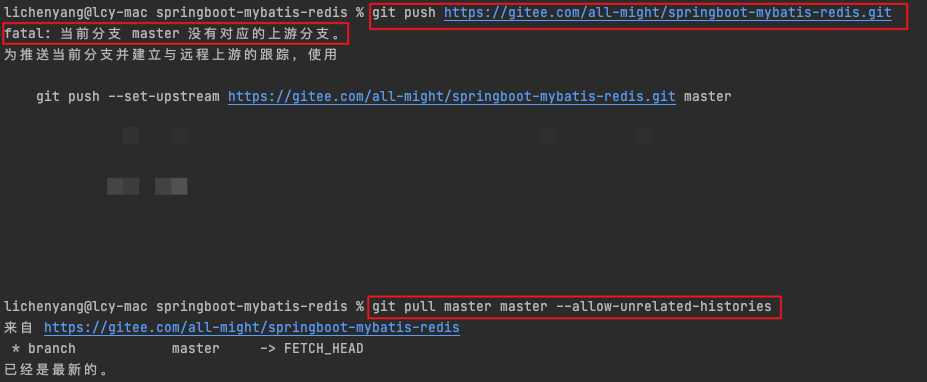 lichenyang@lcy-mac springboot-mybatis-redis % git push https://gitee.com/all-might/springboot-mybatis-redis.git
fatal: 当前分支 master 没有对应的上游分支。
为推送当前分支并建立与远程上游的跟踪，使用
git push --set-upstream https://gitee.com/all-might/springboot-mybatis-redis.git master
lichenyang@lcy-mac springboot-mybatis-redis % git pull master master --allow-unrelated-histories
来自 https://gitee.com/all-might/springboot-mybatis-redis
* branch master -> FETCH_HEAD
已经是最新的。